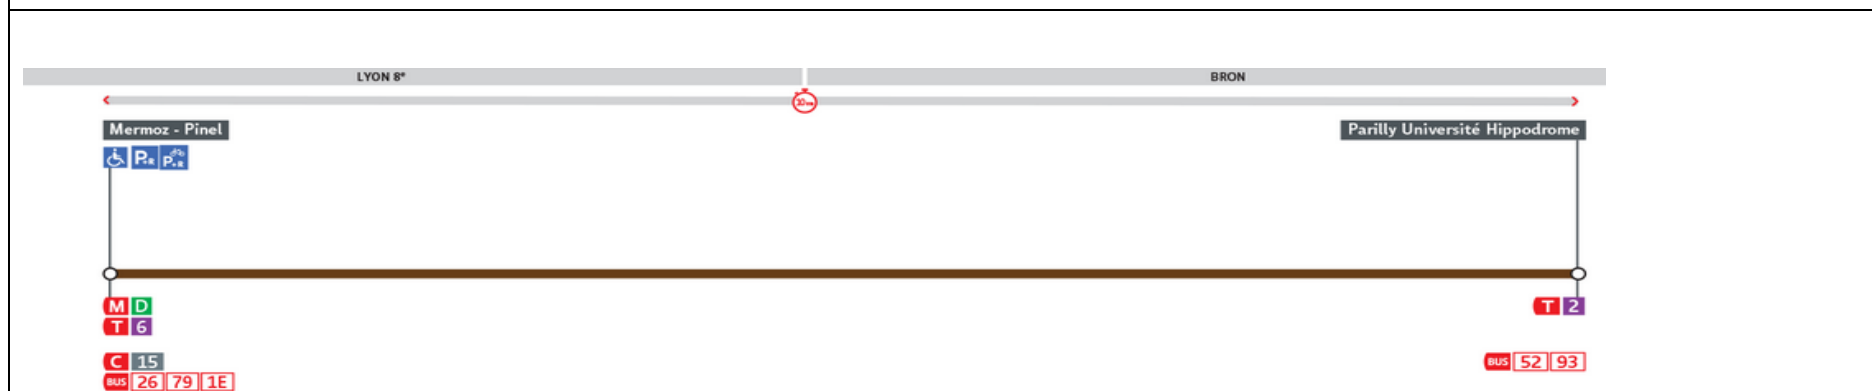 LYON 8e BRON
Mermoz - Pinel Parilly Université Hippodrome
P+R P+R
M D T 2
T 6
C 15 BUS 52 93
BUS 26 79 1E